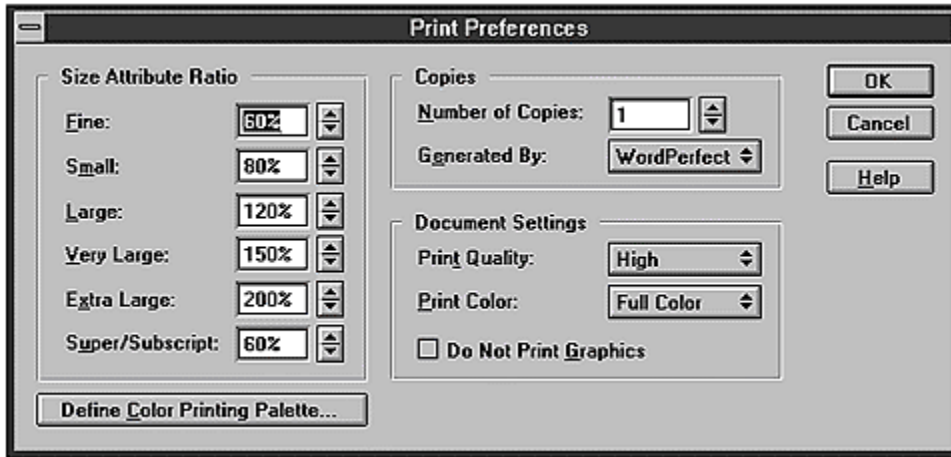 Print Preferences
Size Attribute Ratio
Fine: 60%
Small: 80%
Large: 120%
Very Large: 150%
Extra Large: 200%
Super/Subscript: 60%
Define Color Printing Palette...
Copies
Number of Copies: 1
Generated By: WordPerfect
Document Settings
Print Quality: High
Print Color: Full Color
Do Not Print Graphics
OK
Cancel
Help